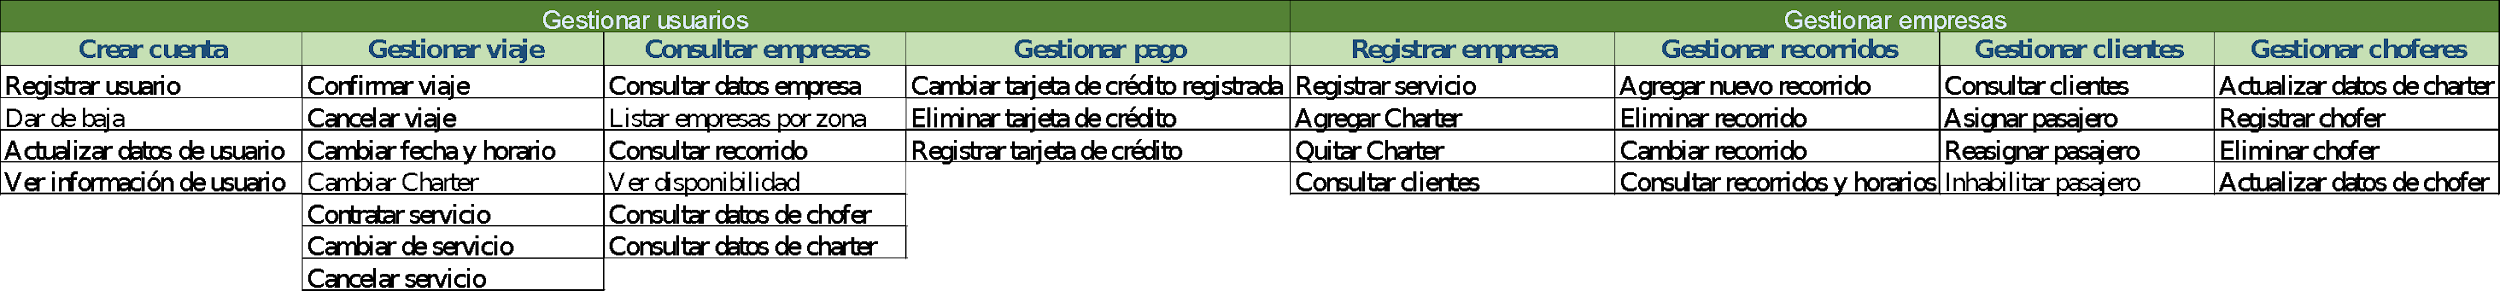 Gestionar usuarios Gestionar empresas
Crear cuenta Gestionar viaje Consultar empresas Gestionar pago Registrar empresa Gestionar recorridos Gestionar clientes Gestionar choferes
Registrar usuario Confirmar viaje Consultar datos empresa Cambiar tarjeta de crédito registrada Registrar servicio Agregar nuevo recorrido Consultar clientes Actualizar datos de charter
Dar de baja Cancelar viaje Listar empresas por zona Eliminar tarjeta de crédito Agregar Charter Eliminar recorrido Asignar pasajero Registrar chofer
Actualizar datos de usuario Cambiar fecha y horario Consultar recorrido Registrar tarjeta de crédito Quitar Charter Cambiar recorrido Reasignar pasajero Eliminar chofer
Ver información de usuario Cambiar Charter Ver disponibilidad Consultar clientes Consultar recorridos y horarios Inhabilitar pasajero Actualizar datos de chofer
Contratar servicio Consultar datos de chofer
Cambiar de servicio Consultar datos de charter
Cancelar servicio